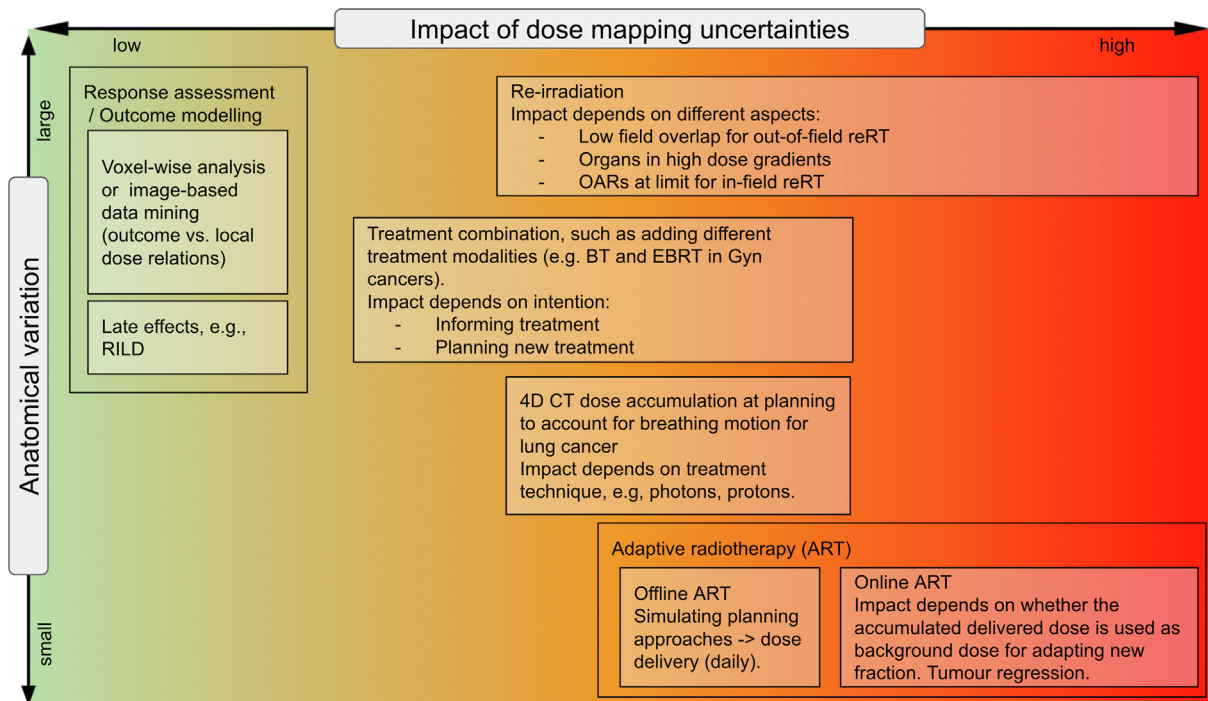 Impact of dose mapping uncertainties
low
high
large
Anatomical variation
small
Response assessment
/ Outcome modelling
Voxel-wise analysis
or image-based
data mining
(outcome vs. local
dose relations)
Late effects, e.g.,
RILD
Re-irradiation
Impact depends on different aspects:
- Low field overlap for out-of-field reRT
- Organs in high dose gradients
- OARs at limit for in-field reRT
Treatment combination, such as adding different
treatment modalities (e.g. BT and EBRT in Gyn
cancers).
Impact depends on intention:
- Informing treatment
- Planning new treatment
4D CT dose accumulation at planning
to account for breathing motion for
lung cancer
Impact depends on treatment
technique, e.g, photons, protons.
Adaptive radiotherapy (ART)
Offline ART
Simulating planning
approaches -> dose
delivery (daily).
Online ART
Impact depends on whether the
accumulated delivered dose is used as
background dose for adapting new
fraction. Tumour regression.